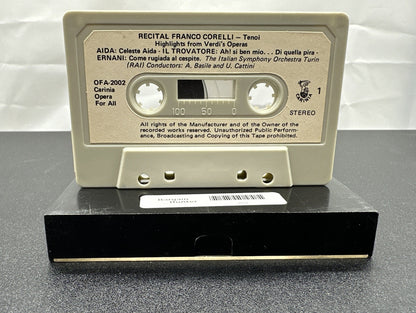 RECITAL FRANCO CORELLI — Tenoi
Highlights from Verdi's Operas
AIDA: Celeste Aida - IL TROVATORE: Ah! si ben mio. . . Di quella pira -
ERNANI: Come rugiada al cespite. The Italian Symphony Orchestra Turin
(RAI) Conductors: A. Basile and U. Cattini
OFA-2002
Carinia
Opera
For All
1
STEREO
100 50 0
All rights of the Manufacturer and of the Owner of the
recorded works reserved. Unauthorized Public Perform-
ance, Broadcasting and Copying of this Tape prohibited.